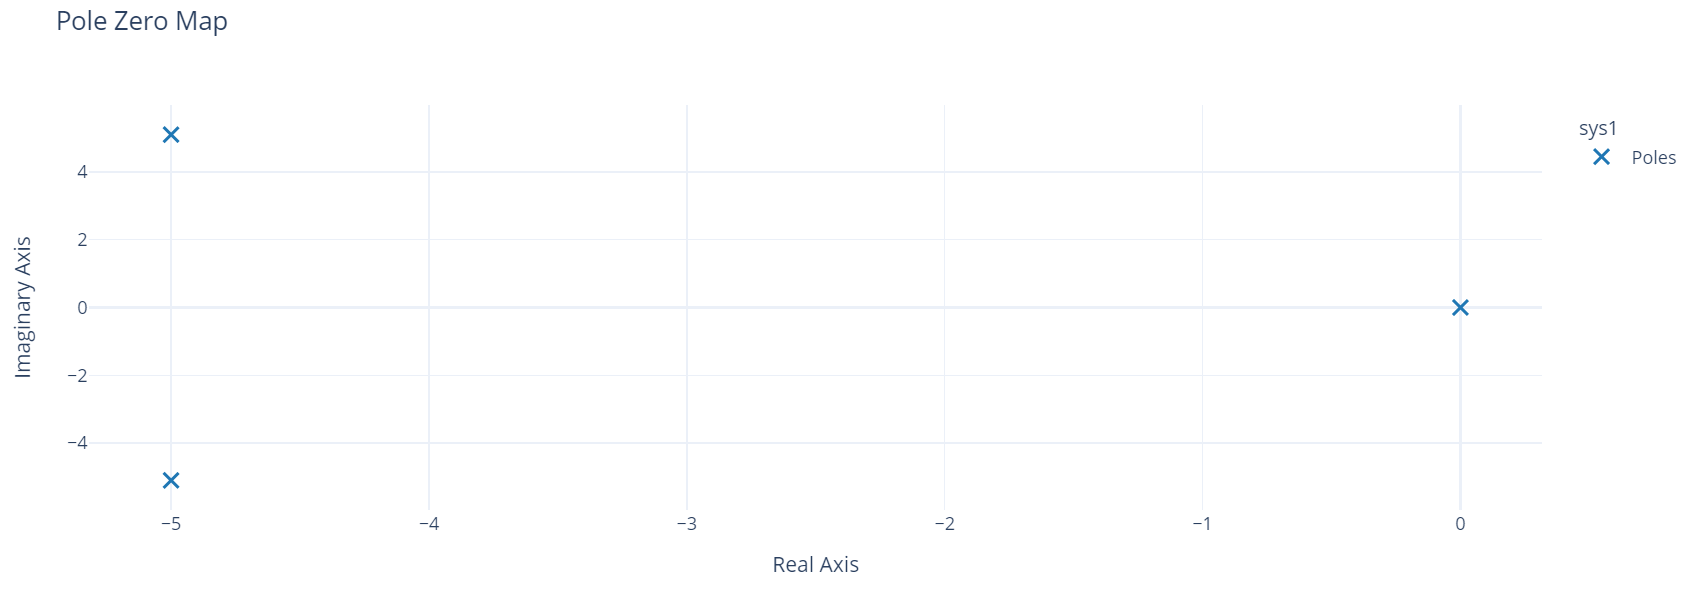 Pole Zero Map
sys1
Poles
4
2
0
−2
−4
Imaginary Axis
−5
−4
−3
−2
−1
0
Real Axis